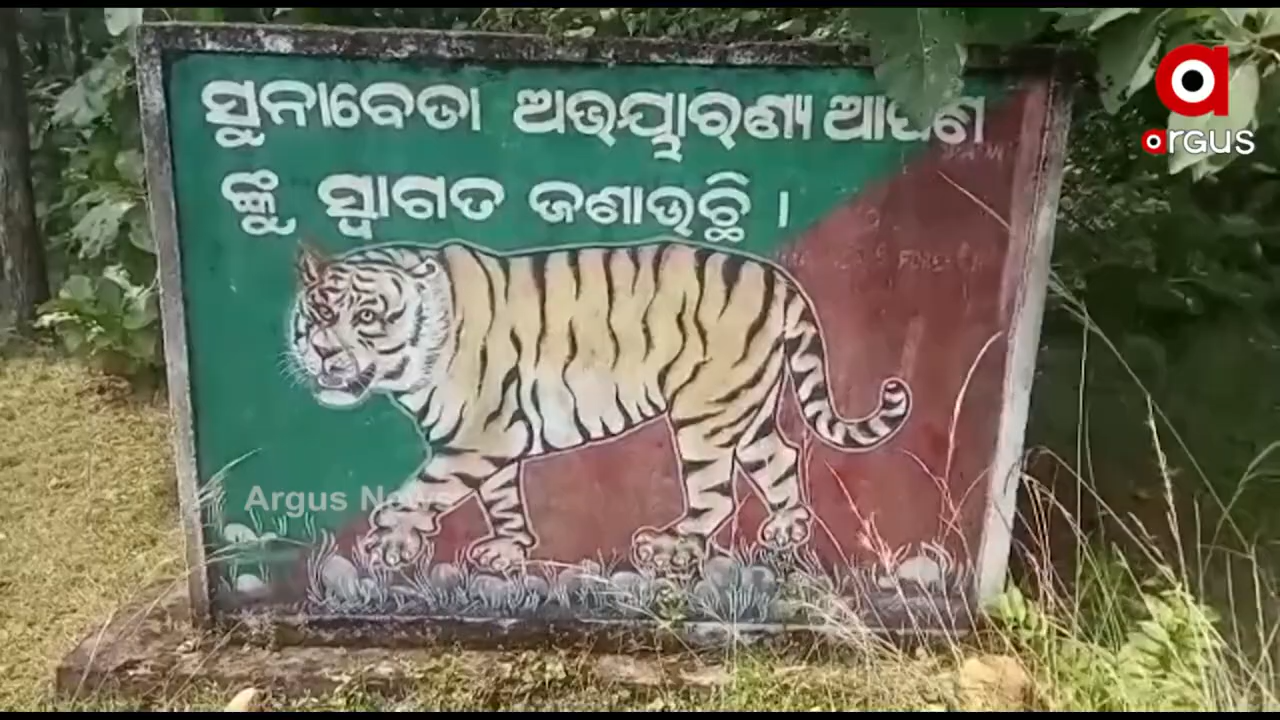 ସୁନାବେଡା ଅଭୟାରଣ୍ୟ ଆପଣ
ଙ୍କୁ ସ୍ୱାଗତ ଜଣାଉଛି ।
argus
Argus News